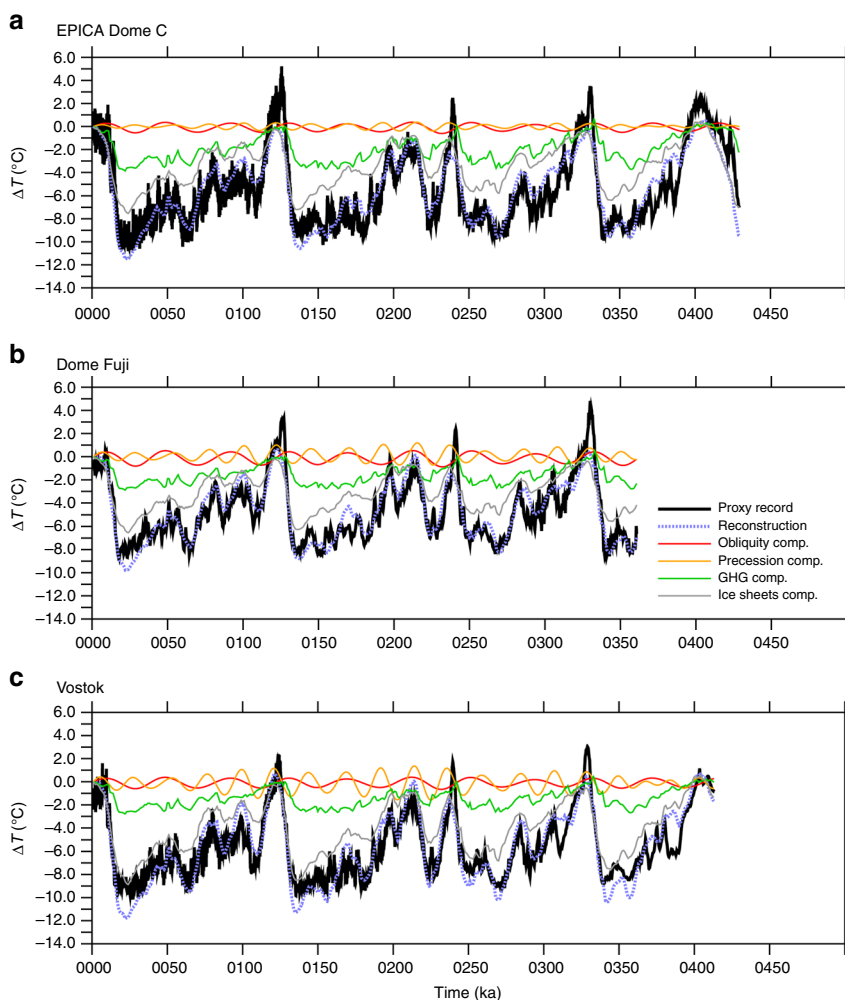 a
EPICA Dome C
6.0
4.0
2.0
0.0
−2.0
−4.0
−6.0
−8.0
−10.0
−12.0
−14.0
ΔT (°C)
0000 0050 0100 0150 0200 0250 0300 0350 0400 0450
b
Dome Fuji
6.0
4.0
2.0
0.0
−2.0
−4.0
−6.0
−8.0
−10.0
−12.0
−14.0
ΔT (°C)
Proxy record
Reconstruction
Obliquity comp.
Precession comp.
GHG comp.
Ice sheets comp.
0000 0050 0100 0150 0200 0250 0300 0350 0400 0450
c
Vostok
6.0
4.0
2.0
0.0
−2.0
−4.0
−6.0
−8.0
−10.0
−12.0
−14.0
ΔT (°C)
0000 0050 0100 0150 0200 0250 0300 0350 0400 0450
Time (ka)